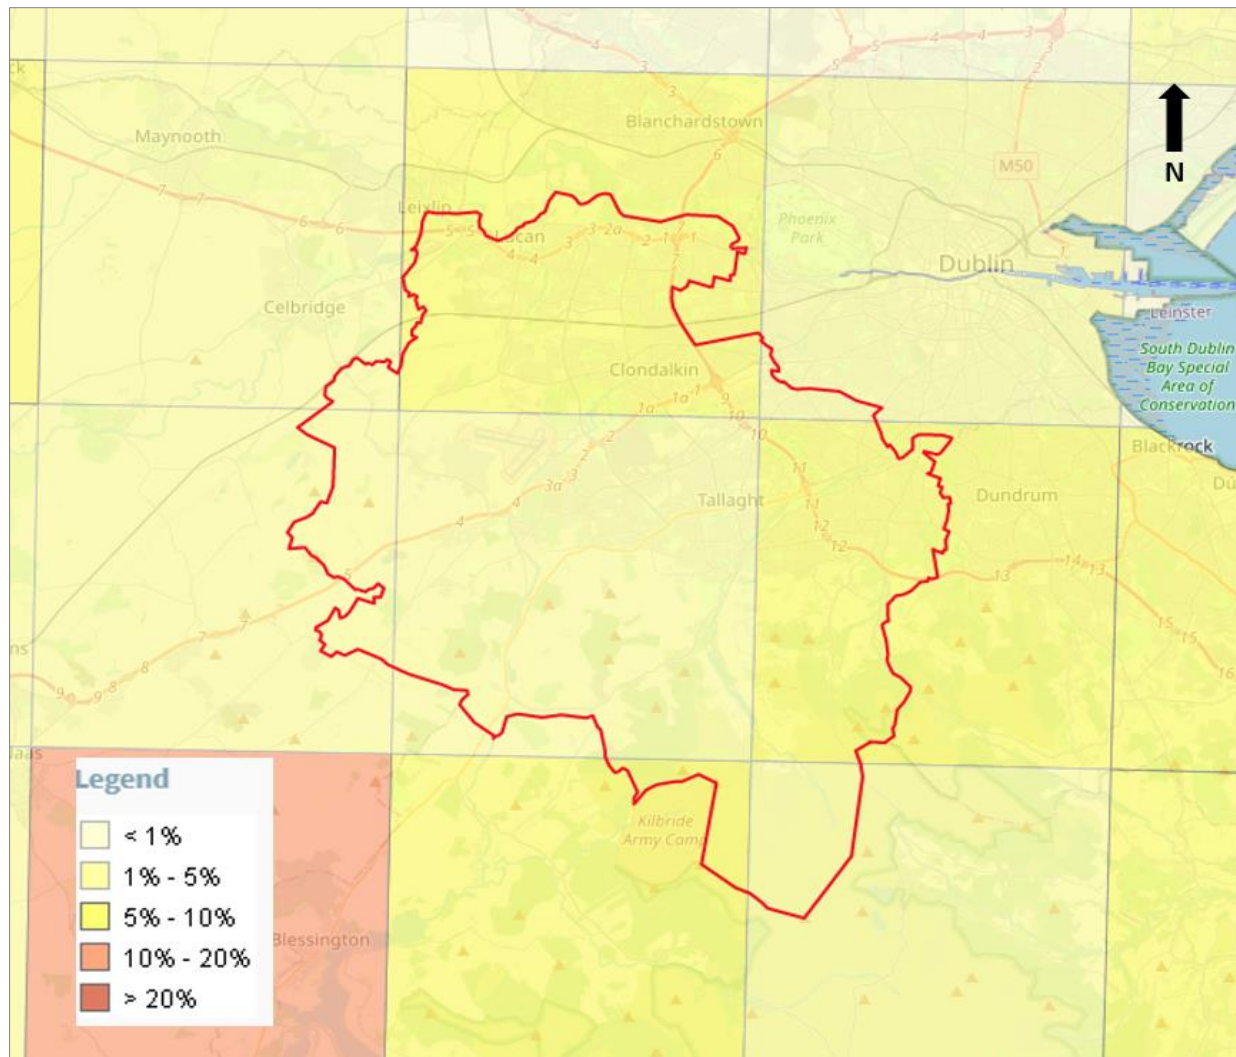 Blanchardstown
Maynooth
M50
N
Leixlip
Lucan
Phoenix
Park
Dublin
Celbridge
Leinster
South Dublin
Bay Special
Area of
Conservation
Clondalkin
Blackrock
Tallaght
Dundrum
Legend
< 1%
1% - 5%
5% - 10%
10% - 20%
> 20%
Kilbride
Army Camp
Blessington